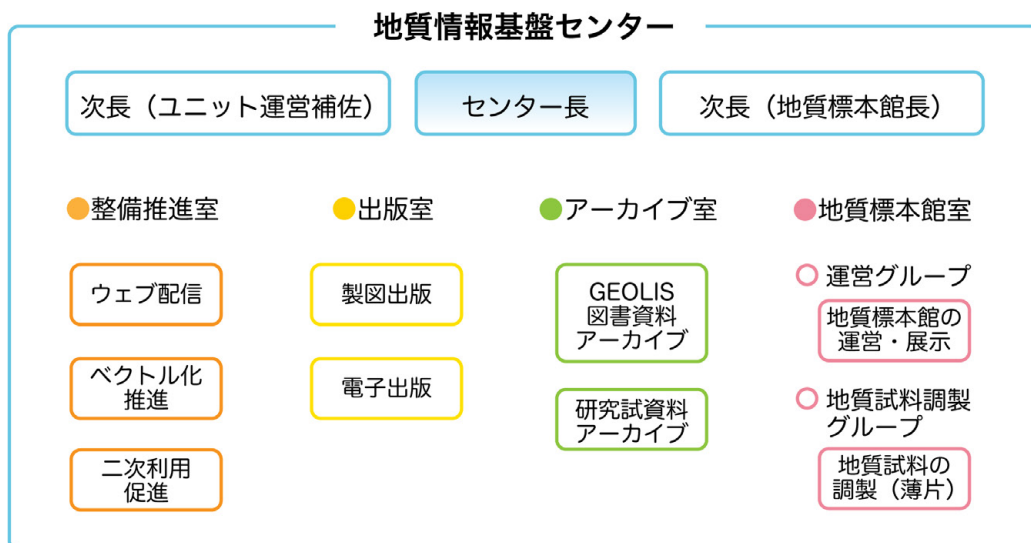 地質情報基盤センター
次長（ユニット運営補佐）
センター長
次長（地質標本館長）
●整備推進室
ウェブ配信
ベクトル化
推進
二次利用
促進
●出版室
製図出版
電子出版
●アーカイブ室
GEOLIS
図書資料
アーカイブ
研究試資料
アーカイブ
●地質標本館室
○ 運営グループ
地質標本館の
運営・展示
○ 地質試料調製
グループ
地質試料の
調製（薄片）